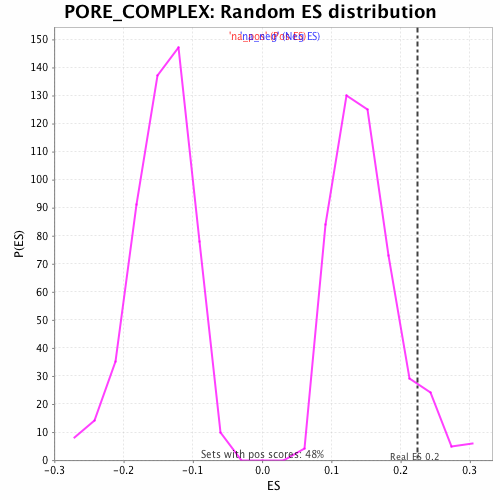 PORE_COMPLEX: Random ES distribution
150
140
130
120
110
100
90
80
70
60
50
40
30
20
10
0
P(ES)
Sets with pos scores: 48%
Real ES 0.2
-0.3 -0.2 -0.1 0.0 0.1 0.2 0.3
ES